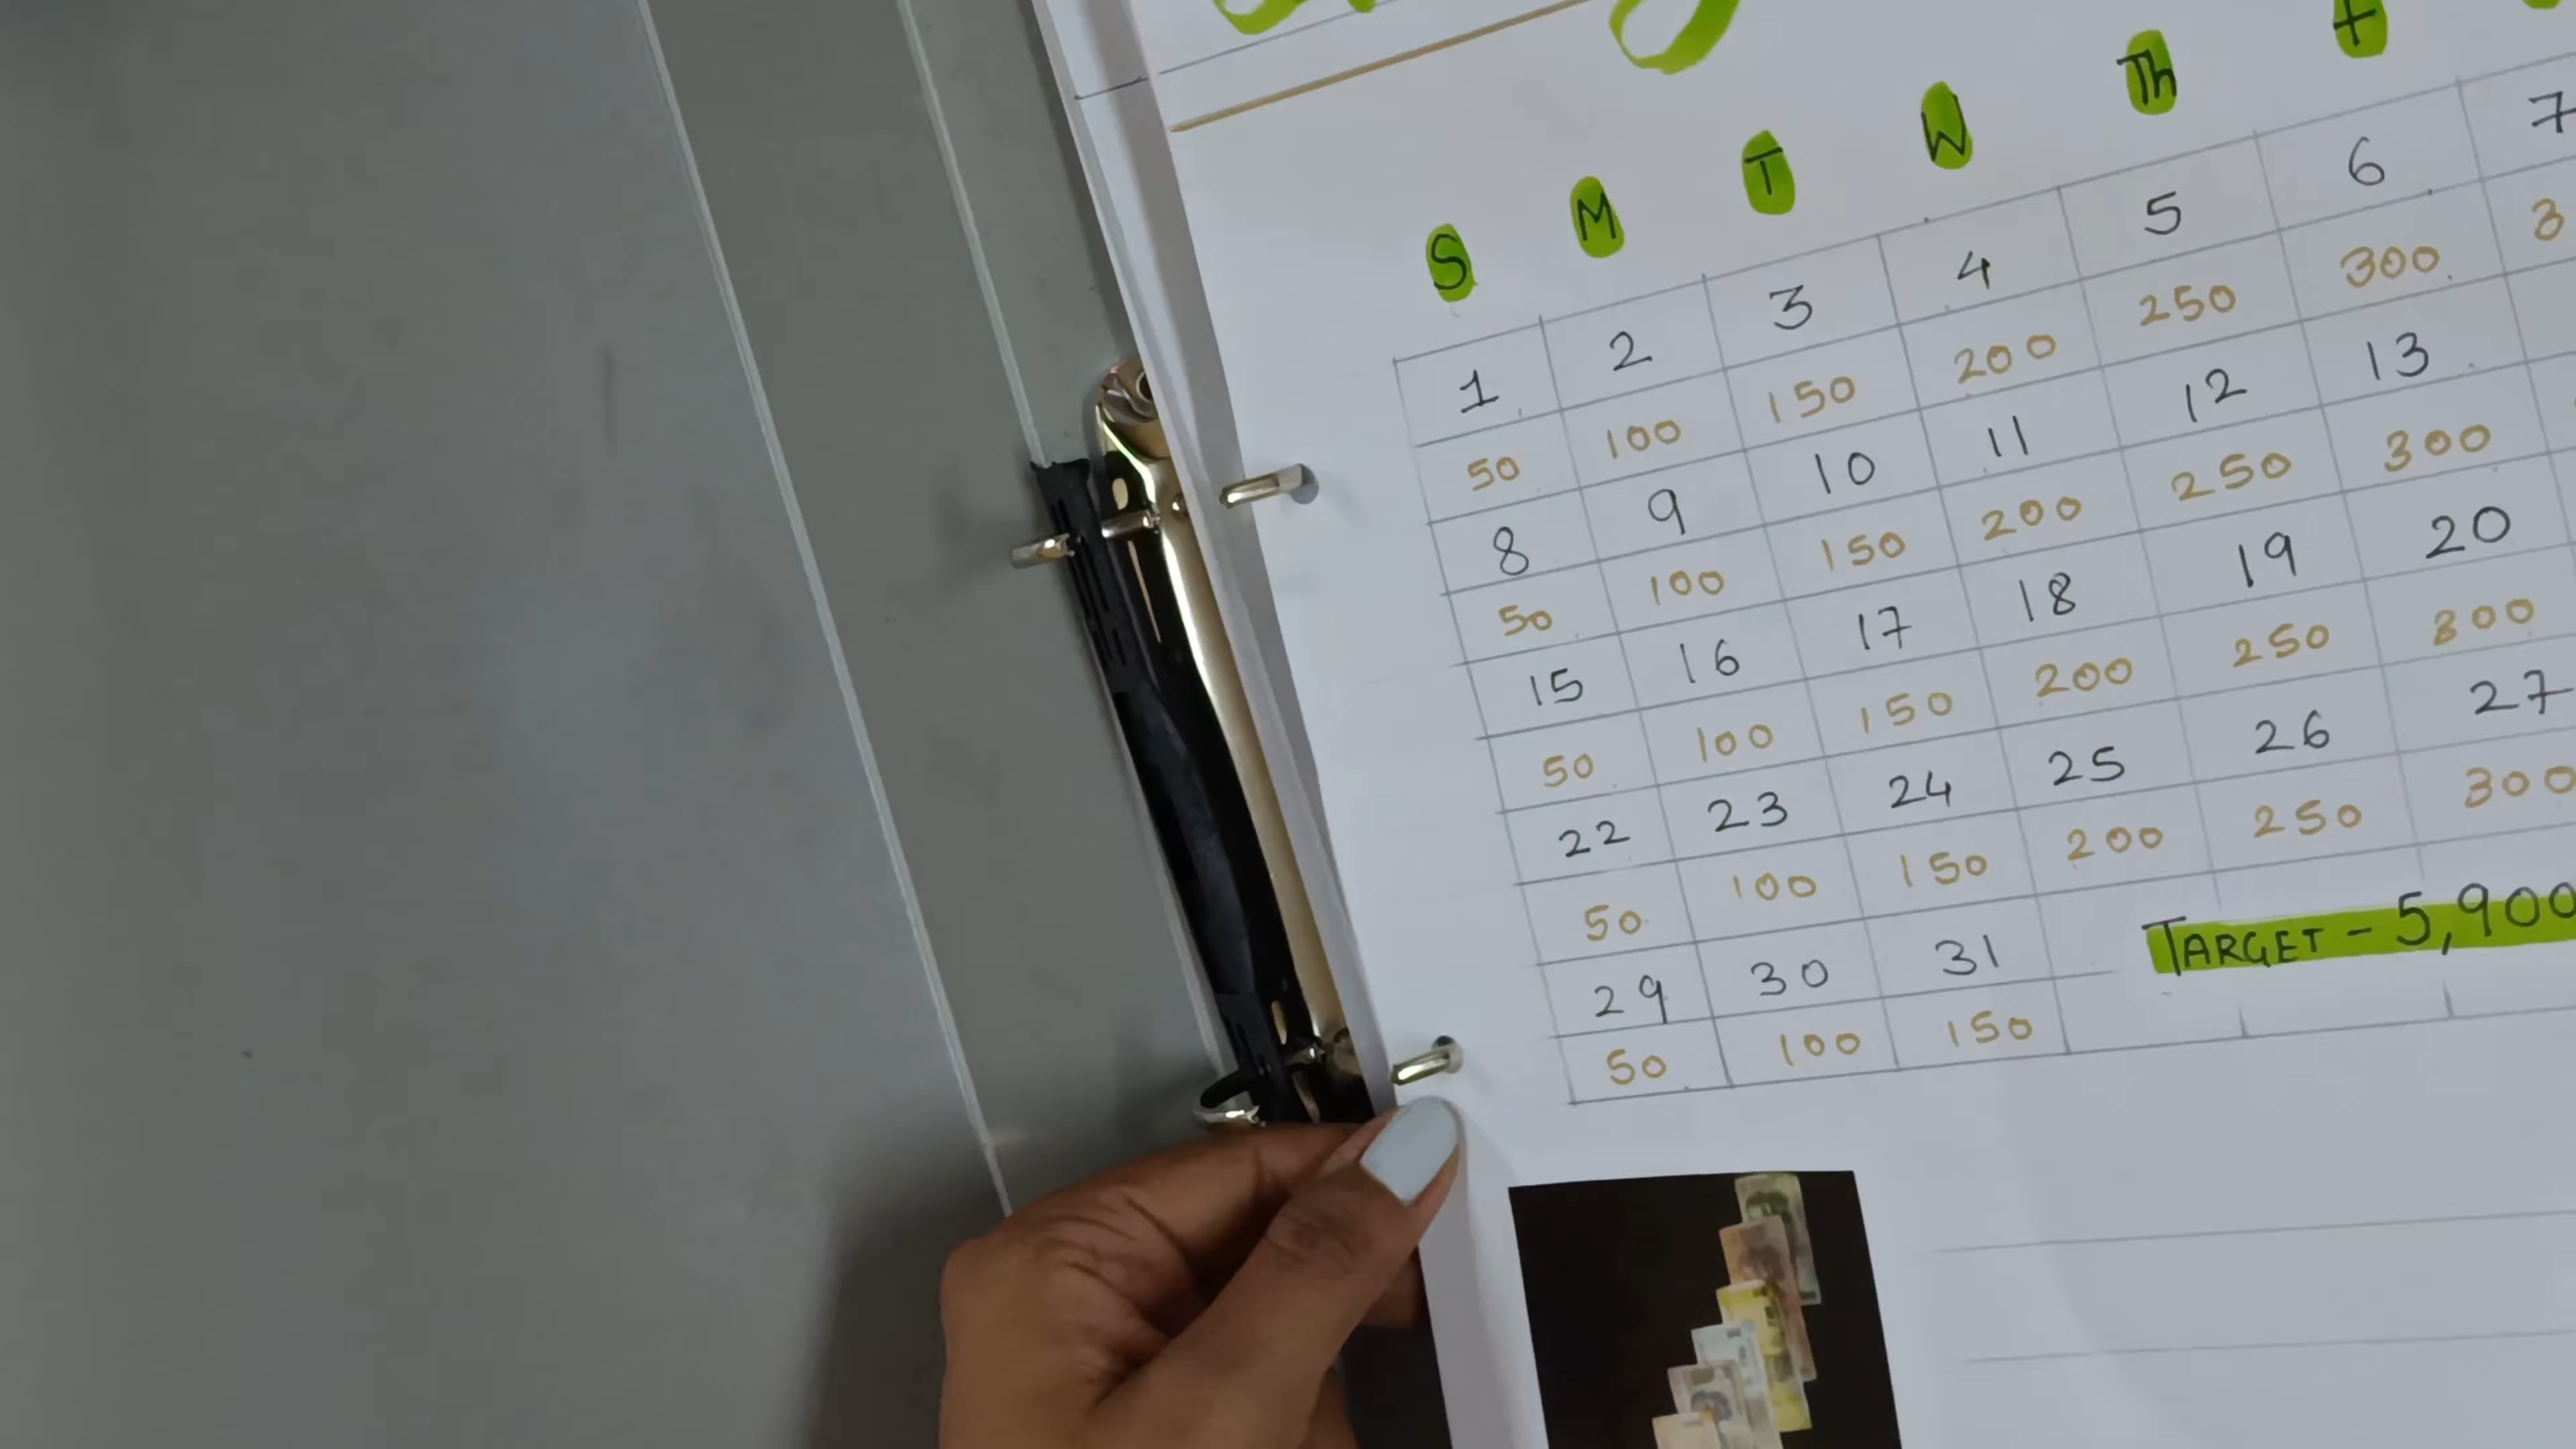 S M T W Th F
1 2 3 4 5 6 7
50 100 150 200 250 300 3
8 9 10 11 12 13
50 100 150 200 250 300
15 16 17 18 19 20
50 100 150 200 250 300
22 23 24 25 26 27
50 100 150 200 250 300
29 30 31 TARGET - 5,900
50 100 150